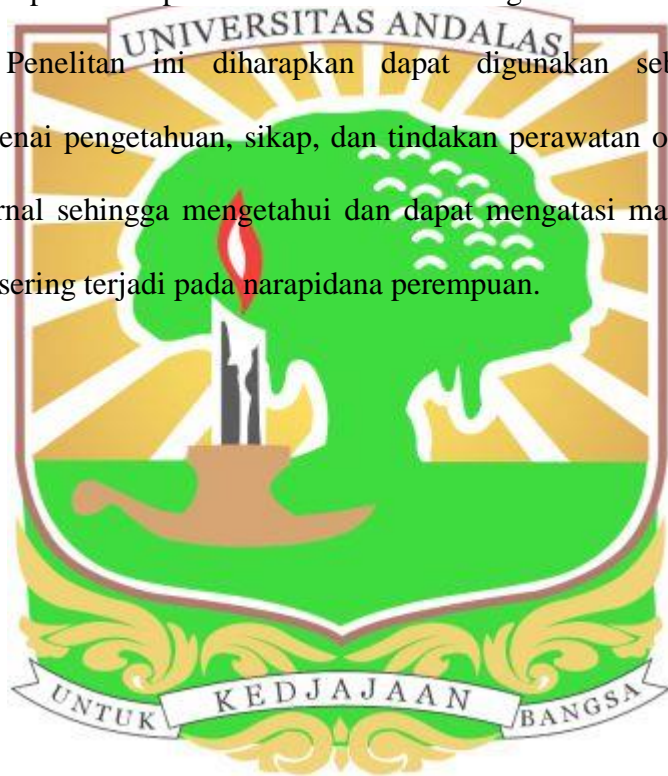 UNIVERSITAS ANDALAS
Penelitan ini diharapkan dapat digunakan seb
enai pengetahuan, sikap, dan tindakan perawatan o
rnal sehingga mengetahui dan dapat mengatasi ma
sering terjadi pada narapidana perempuan.
UNTUK KEDJAJAAN BANGSA